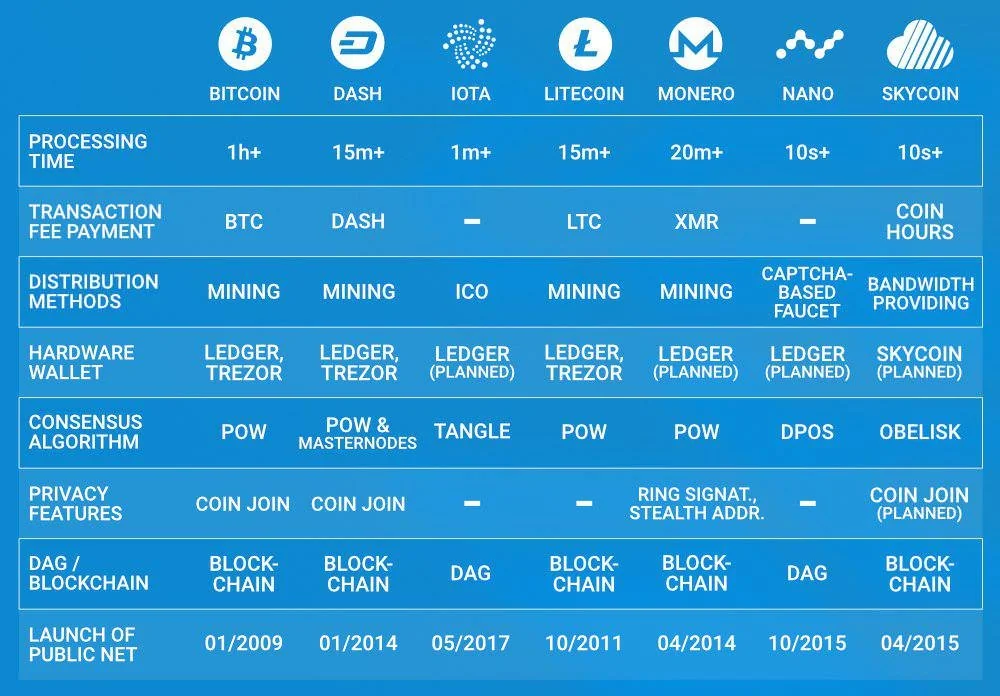 BITCOIN DASH IOTA LITECOIN MONERO NANO SKYCOIN
PROCESSING
TIME
1h+ 15m+ 1m+ 15m+ 20m+ 10s+ 10s+
TRANSACTION
FEE PAYMENT
BTC DASH – LTC XMR – COIN
HOURS
DISTRIBUTION
METHODS
MINING MINING ICO MINING MINING CAPTCHA-
BASED
FAUCET
BANDWIDTH
PROVIDING
HARDWARE
WALLET
LEDGER,
TREZOR
LEDGER,
TREZOR
LEDGER
(PLANNED)
LEDGER,
TREZOR
LEDGER
(PLANNED)
LEDGER
(PLANNED)
SKYCOIN
(PLANNED)
CONSENSUS
ALGORITHM
POW
POW &
MASTERNODES
TANGLE POW POW DPOS OBELISK
PRIVACY
FEATURES
COIN JOIN COIN JOIN – –
RING SIGNAT.,
STEALTH ADDR.
–
COIN JOIN
(PLANNED)
DAG /
BLOCKCHAIN
BLOCK-
CHAIN
BLOCK-
CHAIN
DAG
BLOCK-
CHAIN
BLOCK-
CHAIN
DAG
BLOCK-
CHAIN
LAUNCH OF
PUBLIC NET
01/2009 01/2014 05/2017 10/2011 04/2014 10/2015 04/2015